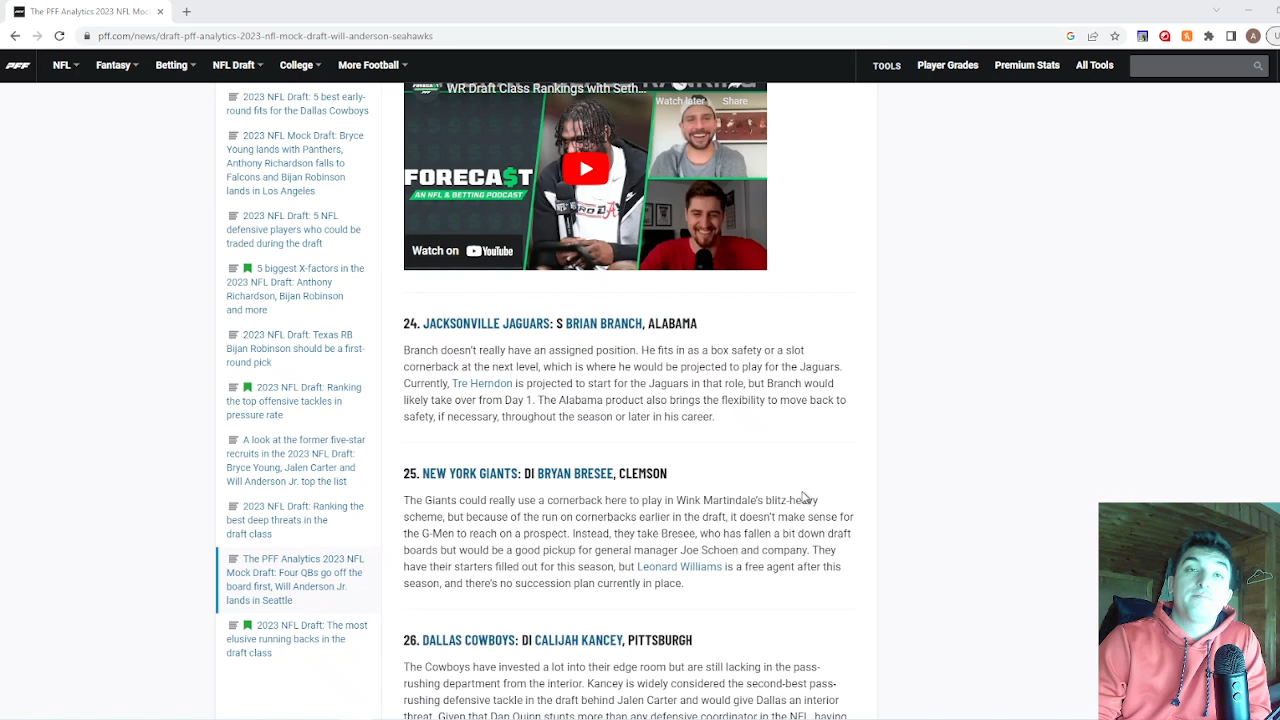 The PFF Analytics 2023 NFL Moc
pff.com/news/draft-pff-analytics-2023-nfl-mock-draft-will-anderson-seahawks
A
PFF
NFL
Fantasy
Betting
NFL Draft
College
More Football
TOOLS
Player Grades
Premium Stats
All Tools
2023 NFL Draft: 5 best early-
round fits for the Dallas Cowboys
2023 NFL Mock Draft: Bryce
Young lands with Panthers,
Anthony Richardson falls to
Falcons and Bijan Robinson
lands in Los Angeles
2023 NFL Draft: 5 NFL
defensive players who could be
traded during the draft
5 biggest X-factors in the
2023 NFL Draft: Anthony
Richardson, Bijan Robinson
and more
2023 NFL Draft: Texas RB
Bijan Robinson should be a first-
round pick
2023 NFL Draft: Ranking
the top offensive tackles in
pressure rate
A look at the former five-star
recruits in the 2023 NFL Draft:
Bryce Young, Jalen Carter and
Will Anderson Jr. top the list
2023 NFL Draft: Ranking the
best deep threats in the
draft class
The PFF Analytics 2023 NFL
Mock Draft: Four QBs go off the
board first, Will Anderson Jr.
lands in Seattle
2023 NFL Draft: The most
elusive running backs in the
draft class
WR Draft Class Rankings with Seth...
Watch later
Share
FORECA$T
AN NFL & BETTING PODCAST
Watch on YouTube
24. JACKSONVILLE JAGUARS: S BRIAN BRANCH, ALABAMA
Branch doesn't really have an assigned position. He fits in as a box safety or a slot
cornerback at the next level, which is where he would be projected to play for the Jaguars.
Currently, Tre Herndon is projected to start for the Jaguars in that role, but Branch would
likely take over from Day 1. The Alabama product also brings the flexibility to move back to
safety, if necessary, throughout the season or later in his career.
25. NEW YORK GIANTS: DI BRYAN BRESEE, CLEMSON
The Giants could really use a cornerback here to play in Wink Martindale's blitz-heavy
scheme, but because of the run on cornerbacks earlier in the draft, it doesn't make sense for
the G-Men to reach on a prospect. Instead, they take Bresee, who has fallen a bit down draft
boards but would be a good pickup for general manager Joe Schoen and company. They
have their starters filled out for this season, but Leonard Williams is a free agent after this
season, and there's no succession plan currently in place.
26. DALLAS COWBOYS: DI CALIJAH KANCEY, PITTSBURGH
The Cowboys have invested a lot into their edge room but are still lacking in the pass-
rushing department from the interior. Kancey is widely considered the second-best pass-
rushing defensive tackle in the draft behind Jalen Carter and would give Dallas an interior
threat. Given that Dan Quinn stunts more than any defensive coordinator in the NFL, having